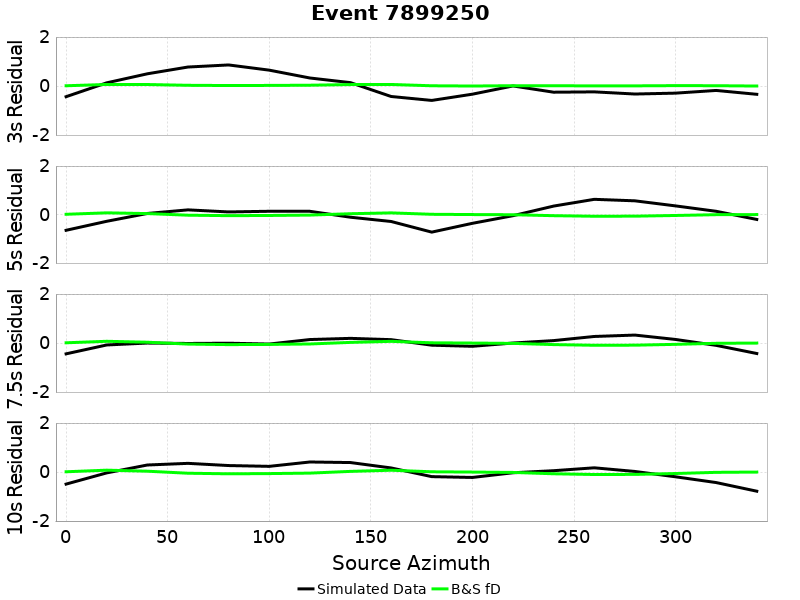 Event 7899250
3s Residual
2
0
-2
5s Residual
2
0
-2
7.5s Residual
2
0
-2
10s Residual
2
0
-2
0 50 100 150 200 250 300
Source Azimuth
Simulated Data B&S fD